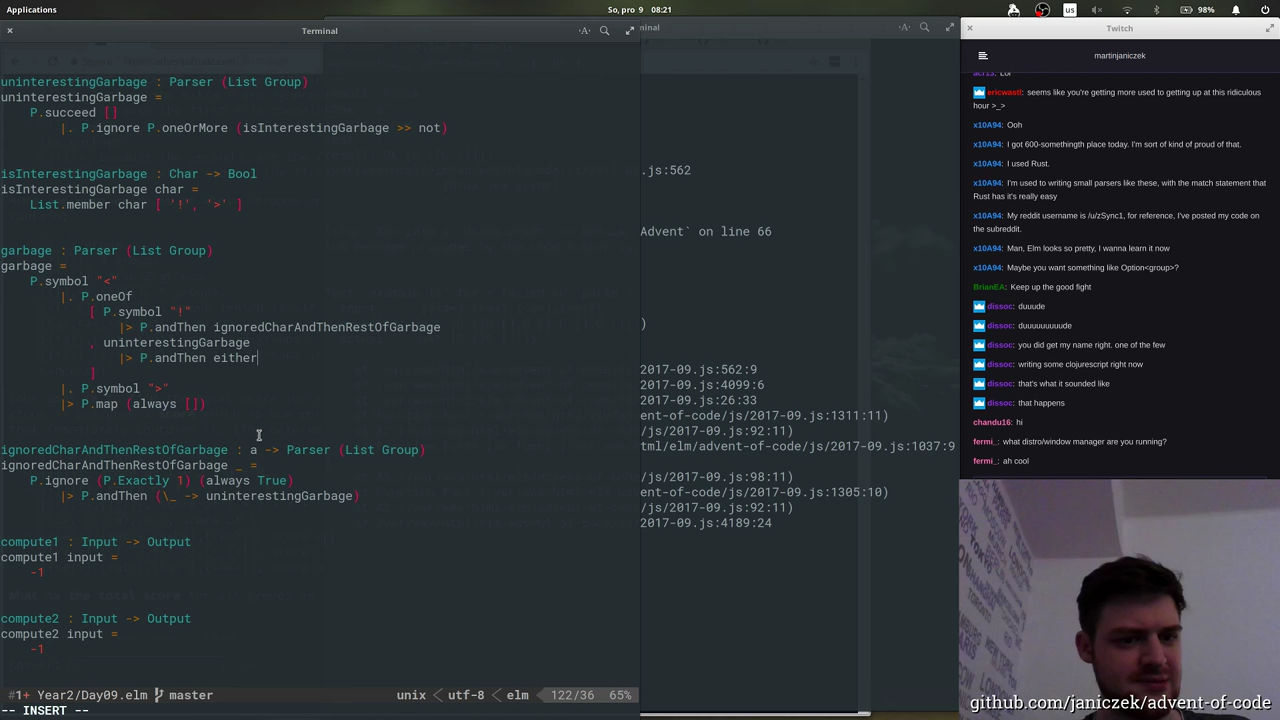 Applications
So, pro 9 08:21
us
98%
Terminal
-A-
minal
-A-
Twitch
martinjaniczek
uninterestingGarbage : Parser (List Group)
uninterestingGarbage =
P.succeed []
|. P.ignore P.oneOrMore (isInterestingGarbage >> not)
isInterestingGarbage : Char -> Bool
isInterestingGarbage char =
List.member char [ '!', '>' ]
garbage : Parser (List Group)
garbage =
P.symbol "<"
|. P.oneOf
[ P.symbol "!"
|> P.andThen ignoredCharAndThenRestOfGarbage
, uninterestingGarbage
|> P.andThen either
]
|. P.symbol ">"
|> P.map (always [])
ignoredCharAndThenRestOfGarbage : a -> Parser (List Group)
ignoredCharAndThenRestOfGarbage _ =
P.ignore (P.Exactly 1) (always True)
|> P.andThen (\_ -> uninterestingGarbage)
compute1 : Input -> Output
compute1 input =
-1
compute2 : Input -> Output
compute2 input =
-1
#1+ Year2/Day09.elm master
unix < utf-8 < elm 122/36 65%
-- INSERT --
.js:562
Advent` on line 66
)
2017-09.js:562:9
2017-09.js:4099:6
2017-09.js:26:33
ent-of-code/js/2017-09.js:1311:11)
/js/2017-09.js:92:11)
tml/elm/advent-of-code/js/2017-09.js:1037:9
/js/2017-09.js:98:11)
ent-of-code/js/2017-09.js:1305:10)
/js/2017-09.js:92:11)
2017-09.js:4189:24
acr13: Lol
ericwastl: seems like you're getting more used to getting up at this ridiculous
hour >_>
x10A94: Ooh
x10A94: I got 600-somethingth place today. I'm sort of kind of proud of that.
x10A94: I used Rust.
x10A94: I'm used to writing small parsers like these, with the match statement that
Rust has it's really easy
x10A94: My reddit username is /u/zSync1, for reference, I've posted my code on
the subreddit.
x10A94: Man, Elm looks so pretty, I wanna learn it now
x10A94: Maybe you want something like Option<group>?
BrianEA: Keep up the good fight
dissoc: duuude
dissoc: duuuuuuuuude
dissoc: you did get my name right. one of the few
dissoc: writing some clojurescript right now
dissoc: that's what it sounded like
dissoc: that happens
chandu16: hi
fermi_: what distro/window manager are you running?
fermi_: ah cool
github.com/janiczek/advent-of-code